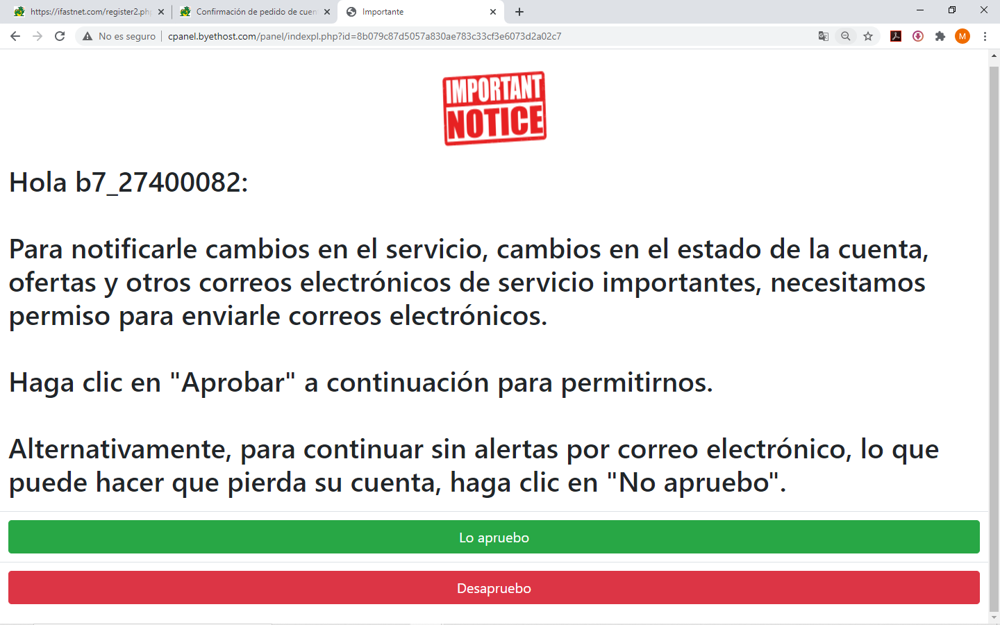 https://ifastnet.com/register2.php
Confirmación de pedido de cuen
Importante
No es seguro
cpanel.byethost.com/panel/indexpl.php?id=8b079c87d5057a830ae783c33cf3e6073d2a02c7
M
IMPORTANT
NOTICE
Hola b7_27400082:
Para notificarle cambios en el servicio, cambios en el estado de la cuenta,
ofertas y otros correos electrónicos de servicio importantes, necesitamos
permiso para enviarle correos electrónicos.
Haga clic en "Aprobar" a continuación para permitirnos.
Alternativamente, para continuar sin alertas por correo electrónico, lo que
puede hacer que pierda su cuenta, haga clic en "No apruebo".
Lo apruebo
Desapruebo